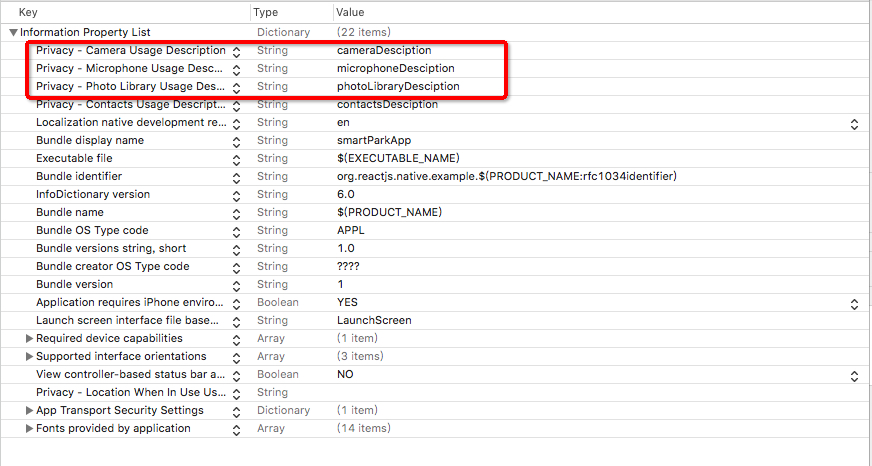 Key Type Value
Information Property List Dictionary (22 items)
Privacy - Camera Usage Description String cameraDesciption
Privacy - Microphone Usage Desc... String microphoneDesciption
Privacy - Photo Library Usage Des... String photoLibraryDesciption
Privacy - Contacts Usage Descript... String contactsDesciption
Localization native development re... String en
Bundle display name String smartParkApp
Executable file String $(EXECUTABLE_NAME)
Bundle identifier String org.reactjs.native.example.$(PRODUCT_NAME:rfc1034identifier)
InfoDictionary version String 6.0
Bundle name String $(PRODUCT_NAME)
Bundle OS Type code String APPL
Bundle versions string, short String 1.0
Bundle creator OS Type code String ????
Bundle version String 1
Application requires iPhone enviro... Boolean YES
Launch screen interface file base... String LaunchScreen
Required device capabilities Array (1 item)
Supported interface orientations Array (3 items)
View controller-based status bar a... Boolean NO
Privacy - Location When In Use Us... String
App Transport Security Settings Dictionary (1 item)
Fonts provided by application Array (14 items)